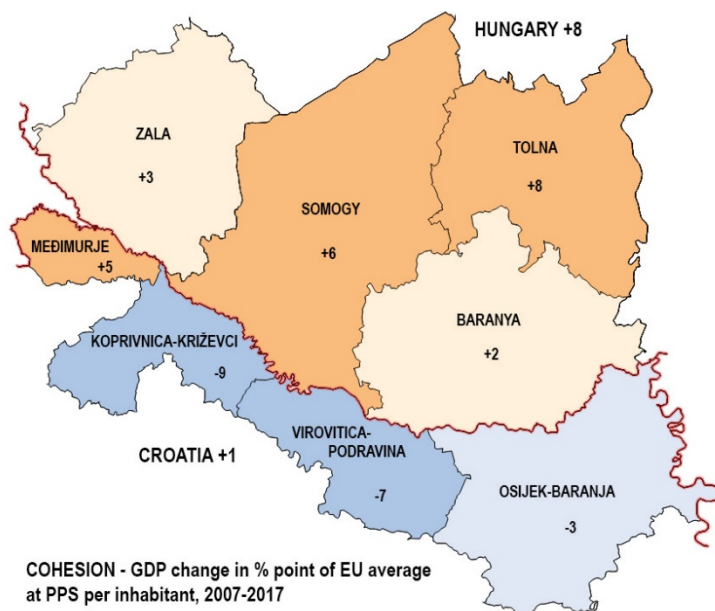 HUNGARY +8
ZALA
+3
TOLNA
+8
SOMOGY
+6
MEĐIMURJE
+5
BARANYA
+2
KOPRIVNICA-KRIŽEVCI
-9
VIROVITICA-
PODRAVINA
-7
CROATIA +1
OSIJEK-BARANJA
-3
COHESION - GDP change in % point of EU average
at PPS per inhabitant, 2007-2017